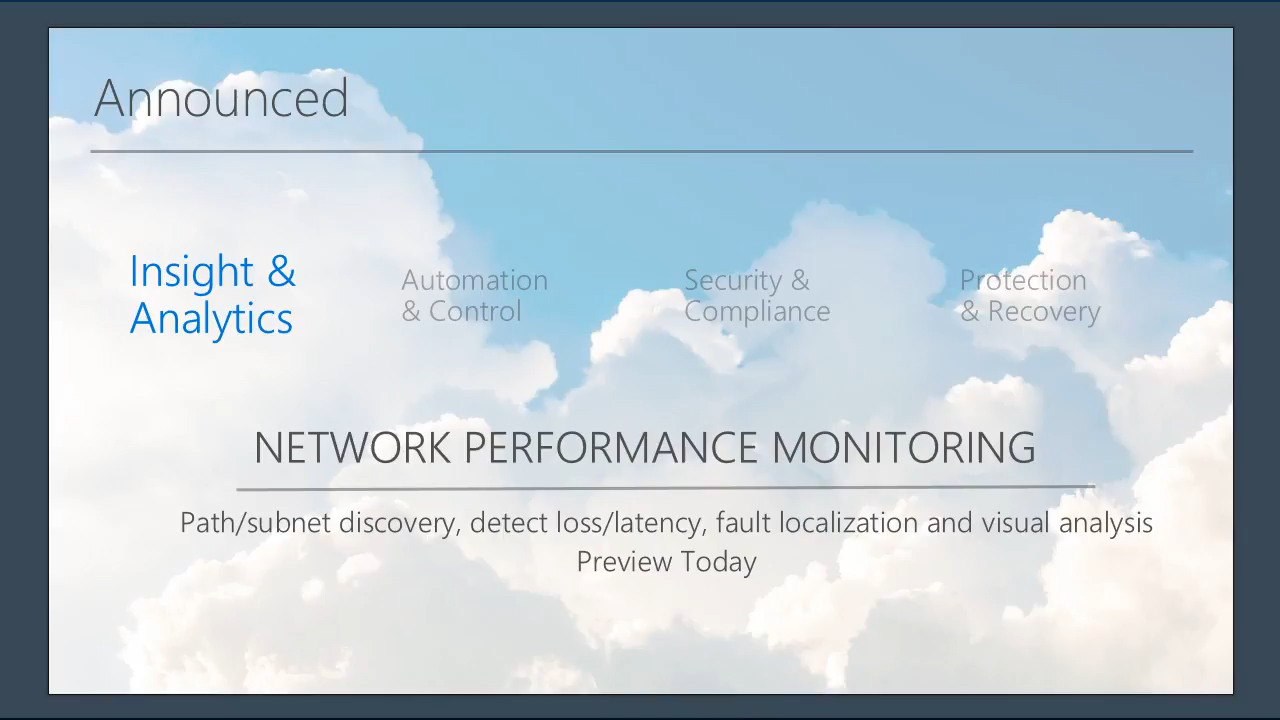 Announced
Insight &
Analytics
Automation
& Control
Security &
Compliance
Protection
& Recovery
NETWORK PERFORMANCE MONITORING
Path/subnet discovery, detect loss/latency, fault localization and visual analysis
Preview Today